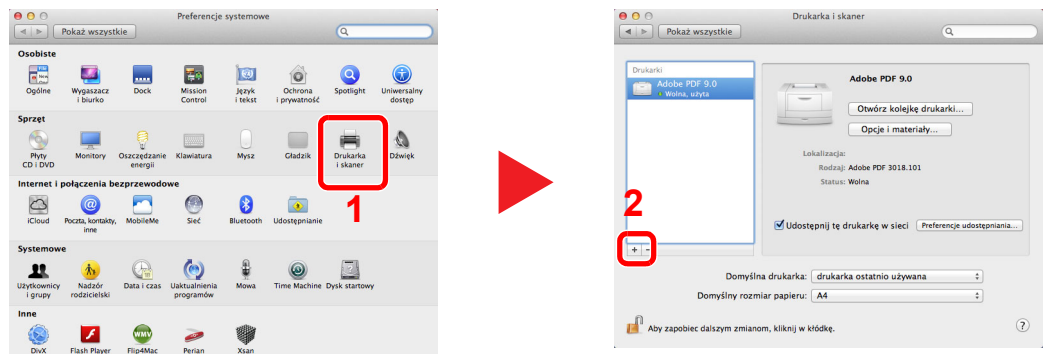 Preferencje systemowe
Pokaż wszystkie
Osobiste
Ogólne
Wygaszacz
i biurko
Dock
Mission
Control
Język
i tekst
Ochrona
i prywatność
Spotlight
Uniwersalny
dostęp
Sprzęt
Płyty
CD i DVD
Monitory
Oszczędzanie
energii
Klawiatura
Mysz
Gładzik
Drukarka
i skaner
Dźwięk
Internet i połączenia bezprzewodowe
1
iCloud
Poczta, kontakty,
inne
MobileMe
Sieć
Bluetooth
Udostępnianie
Systemowe
Użytkownicy
i grupy
Nadzór
rodzicielski
Data i czas
Uaktualnienia
programów
Mowa
Time Machine
Dysk startowy
Inne
DivX
Flash Player
WMV
Flip4Mac
Perian
Xsan
Drukarka i skaner
Pokaż wszystkie
Drukarki
Adobe PDF 9.0
Wolna, użyta
2
+ −
Adobe PDF 9.0
Otwórz kolejkę drukarki...
Opcje i materiały...
Lokalizacja:
Rodzaj: Adobe PDF 3018.101
Status: Wolna
Udostępnij tę drukarkę w sieci
Preferencje udostępniania...
Domyślna drukarka: drukarka ostatnio używana
Domyślny rozmiar papieru: A4
Aby zapobiec dalszym zmianom, kliknij w kłódkę.
?